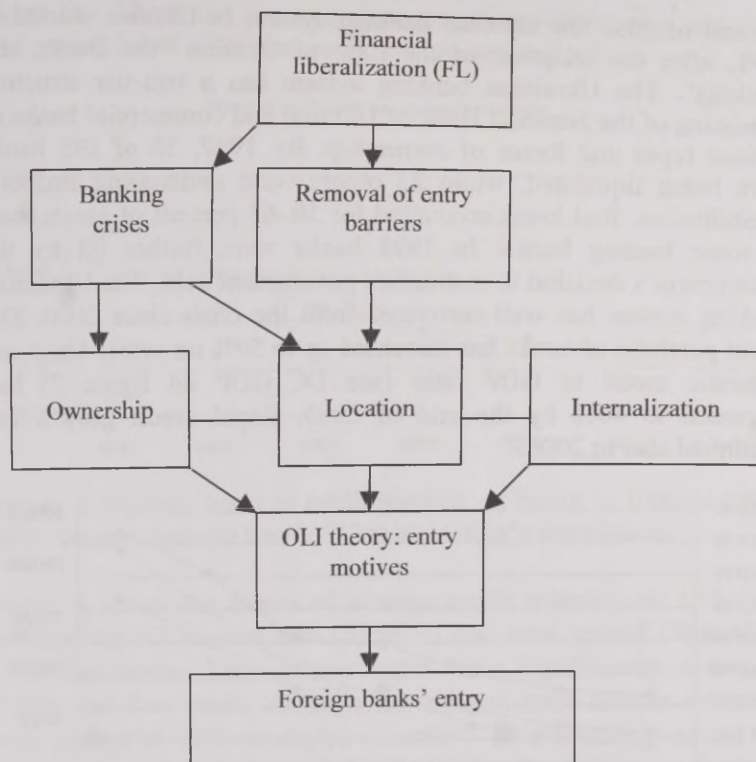 Financial
liberalization (FL)
Banking
crises
Removal of entry
barriers
Ownership
Location
Internalization
OLI theory: entry
motives
Foreign banks' entry